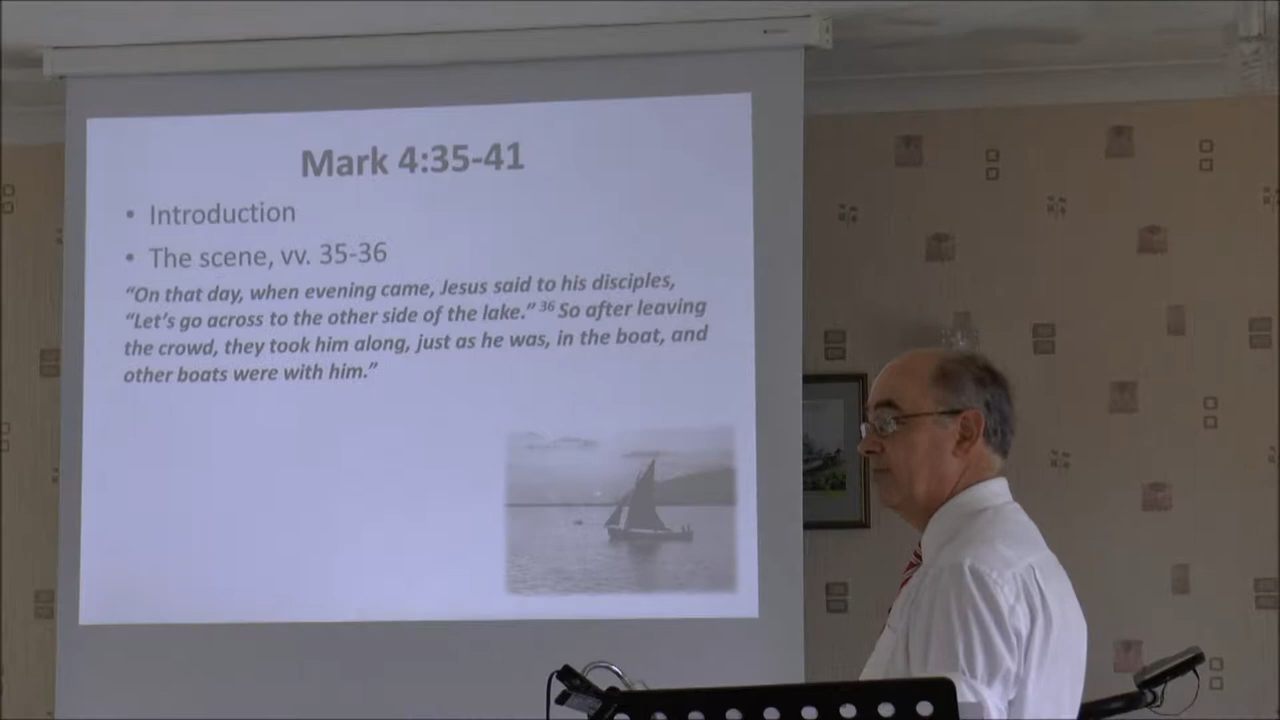 Mark 4:35-41
• Introduction
• The scene, vv. 35-36
“On that day, when evening came, Jesus said to his disciples,
“Let’s go across to the other side of the lake.” 36 So after leaving
the crowd, they took him along, just as he was, in the boat, and
other boats were with him.”